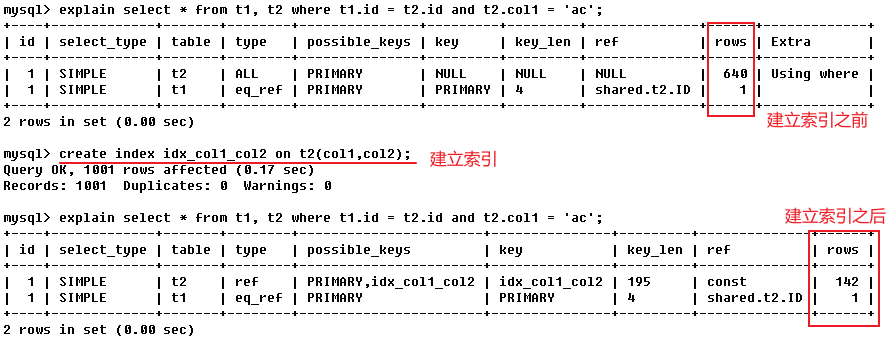 mysql> explain select * from t1, t2 where t1.id = t2.id and t2.col1 = 'ac';
+----+-------------+-------+--------+---------------+---------+---------+--------------+------+-------------+
| id | select_type | table | type   | possible_keys | key     | key_len | ref          | rows | Extra       |
+----+-------------+-------+--------+---------------+---------+---------+--------------+------+-------------+
|  1 | SIMPLE      | t2    | ALL    | PRIMARY       | NULL    | NULL    | NULL         |  640 | Using where |
|  1 | SIMPLE      | t1    | eq_ref | PRIMARY       | PRIMARY | 4       | shared.t2.ID |    1 |             |
+----+-------------+-------+--------+---------------+---------+---------+--------------+------+-------------+
2 rows in set (0.00 sec)
建立索引之前
mysql> create index idx_col1_col2 on t2(col1,col2);
建立索引
Query OK, 1001 rows affected (0.17 sec)
Records: 1001  Duplicates: 0  Warnings: 0
mysql> explain select * from t1, t2 where t1.id = t2.id and t2.col1 = 'ac';
建立索引之后
+----+-------------+-------+--------+-----------------------+---------------+---------+--------------+------+
| id | select_type | table | type   | possible_keys         | key           | key_len | ref          | rows |
+----+-------------+-------+--------+-----------------------+---------------+---------+--------------+------+
|  1 | SIMPLE      | t2    | ref    | PRIMARY,idx_col1_col2 | idx_col1_col2 | 195     | const        |  142 |
|  1 | SIMPLE      | t1    | eq_ref | PRIMARY               | PRIMARY       | 4       | shared.t2.ID |    1 |
+----+-------------+-------+--------+-----------------------+---------------+---------+--------------+------+
2 rows in set (0.00 sec)